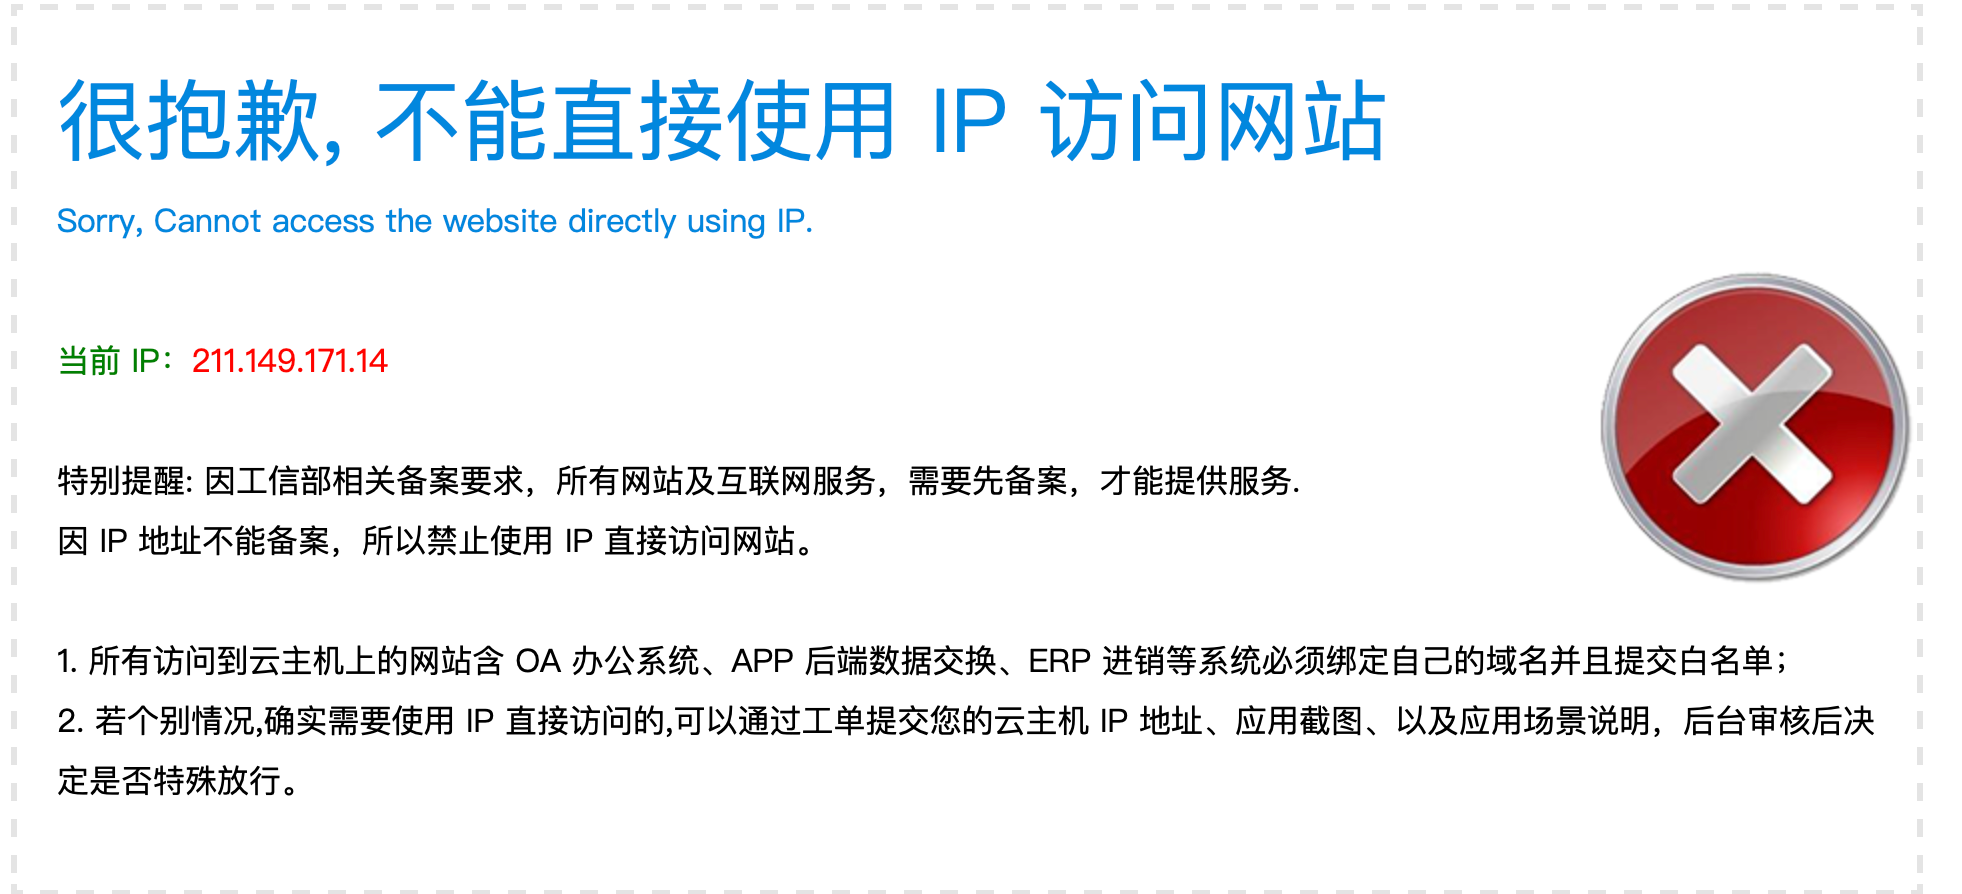 很抱歉, 不能直接使用 IP 访问网站
Sorry, Cannot access the website directly using IP.
当前 IP：211.149.171.14
特别提醒: 因工信部相关备案要求，所有网站及互联网服务，需要先备案，才能提供服务.
因 IP 地址不能备案，所以禁止使用 IP 直接访问网站。
1. 所有访问到云主机上的网站含 OA 办公系统、APP 后端数据交换、ERP 进销等系统必须绑定自己的域名并且提交白名单；
2. 若个别情况,确实需要使用 IP 直接访问的,可以通过工单提交您的云主机 IP 地址、应用截图、以及应用场景说明，后台审核后决
定是否特殊放行。